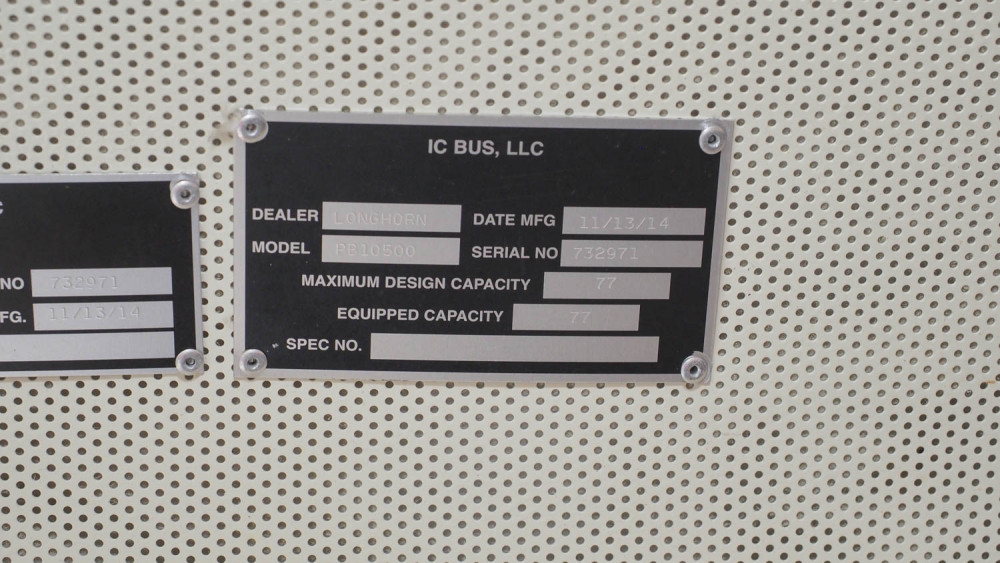 IC BUS, LLC
DEALER LONGHORN DATE MFG 11/13/14
MODEL PB10500 SERIAL NO 732971
MAXIMUM DESIGN CAPACITY 77
EQUIPPED CAPACITY 77
SPEC NO.
C
NO 732971
FG. 11/13/14